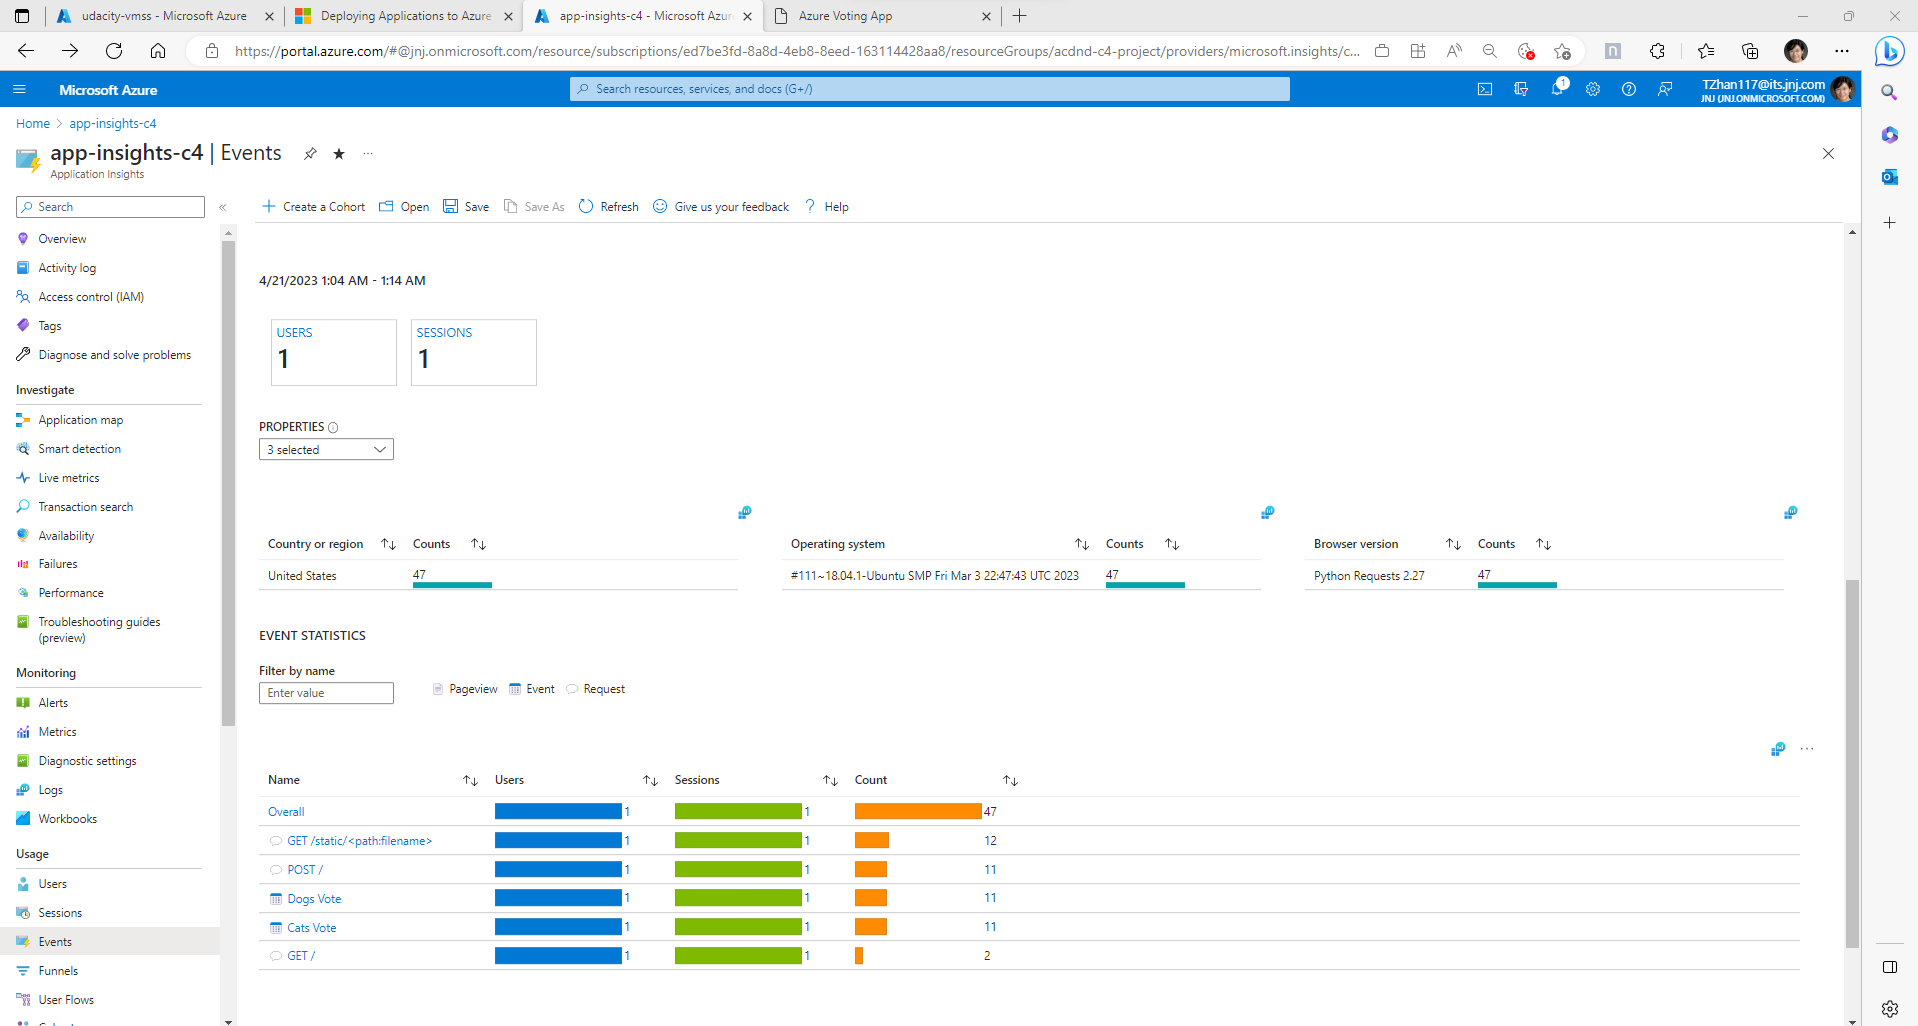 udacity-vmss - Microsoft Azure
Deploying Applications to Azure
app-insights-c4 - Microsoft Azur
Azure Voting App
https://portal.azure.com/#@jnj.onmicrosoft.com/resource/subscriptions/ed7be3fd-8a8d-4eb8-8eed-163114428aa8/resourceGroups/acdnd-c4-project/providers/microsoft.insights/c...
Microsoft Azure
Search resources, services, and docs (G+/)
1
TZhan117@its.jnj.com
JNJ (JNJ.ONMICROSOFT.COM)
Home > app-insights-c4
app-insights-c4 | Events
Application Insights
Search
Create a Cohort Open Save Save As Refresh Give us your feedback ? Help
Overview
Activity log
Access control (IAM)
Tags
Diagnose and solve problems
Investigate
Application map
Smart detection
Live metrics
Transaction search
Availability
Failures
Performance
Troubleshooting guides
(preview)
Monitoring
Alerts
Metrics
Diagnostic settings
Logs
Workbooks
Usage
Users
Sessions
Events
Funnels
User Flows
4/21/2023 1:04 AM - 1:14 AM
USERS
1
SESSIONS
1
PROPERTIES
3 selected
Country or region Counts
United States 47
Operating system Counts
#111~18.04.1-Ubuntu SMP Fri Mar 3 22:47:43 UTC 2023 47
Browser version Counts
Python Requests 2.27 47
EVENT STATISTICS
Filter by name
Enter value
Pageview Event Request
Name Users Sessions Count
Overall 1 1 47
GET /static/<path:filename> 1 1 12
POST / 1 1 11
Dogs Vote 1 1 11
Cats Vote 1 1 11
GET / 1 1 2